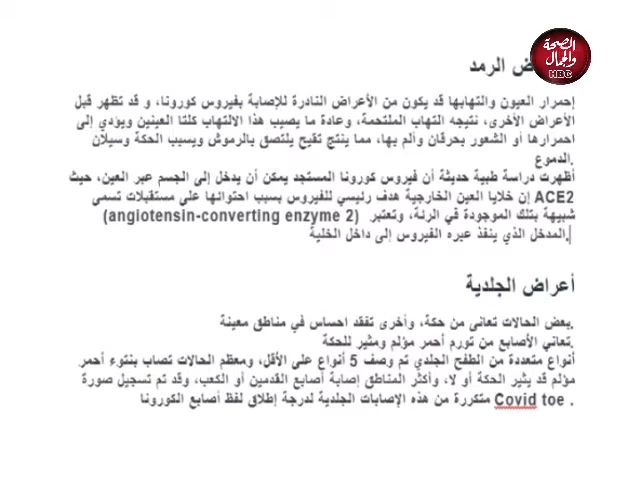 الصحة
والجمال
HBG
أعراض الرمد
إحمرار العيون والتهابها قد يكون من الأعراض النادرة للإصابة بفيروس كورونا، و قد تظهر قبل
الأعراض الأخرى، نتيجه التهاب الملتحمة، وعادة ما يصيب هذا الالتهاب كلتا العينين ويؤدي إلى
احمرارها أو الشعور بحرقان وألم بها، مما ينتج تقيح يلتصق بالرموش ويسبب الحكة وسيلان
.الدموع
أظهرت دراسة طبية حديثة أن فيروس كورونا المستجد يمكن أن يدخل إلى الجسم عبر العين، حيث
ACE2 إن خلايا العين الخارجية هدف رئيسي للفيروس بسبب احتوائها على مستقبلات تسمى
شبيهة بتلك الموجودة في الرئة، وتعتبر (angiotensin-converting enzyme 2)
.المدخل الذي ينفذ عبره الفيروس إلى داخل الخلية
أعراض الجلدية
.بعض الحالات تعانى من حكة، وأخرى تفقد احساس في مناطق معينة
.تعاني الأصابع من تورم أحمر مؤلم ومثير للحكة
أنواع متعددة من الطفح الجلدي تم وصف 5 أنواع على الأقل، ومعظم الحالات تصاب بنتوء أحمر
مؤلم قد يثير الحكة أو لا، وأكثر المناطق إصابة أصابع القدمين أو الكعب، وقد تم تسجيل صورة
. Covid toe متكررة من هذه الإصابات الجلدية لدرجة إطلاق لفظ أصابع الكورونا